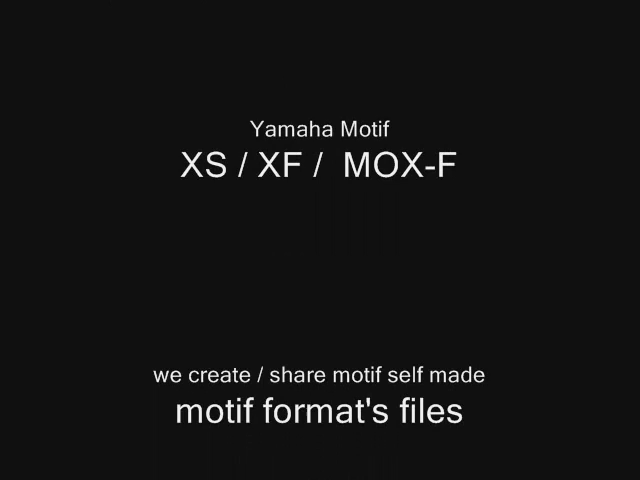 Yamaha Motif
XS / XF / MOX-F
we create / share motif self made
motif format's files